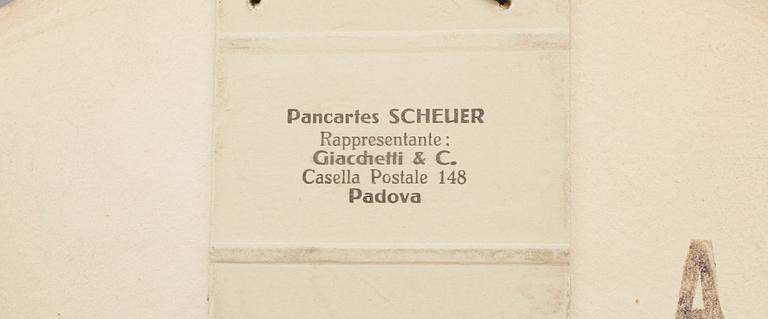 Pancartes SCHEUER
Rappresentante:
Giacchetti & C.
Casella Postale 148
Padova
A